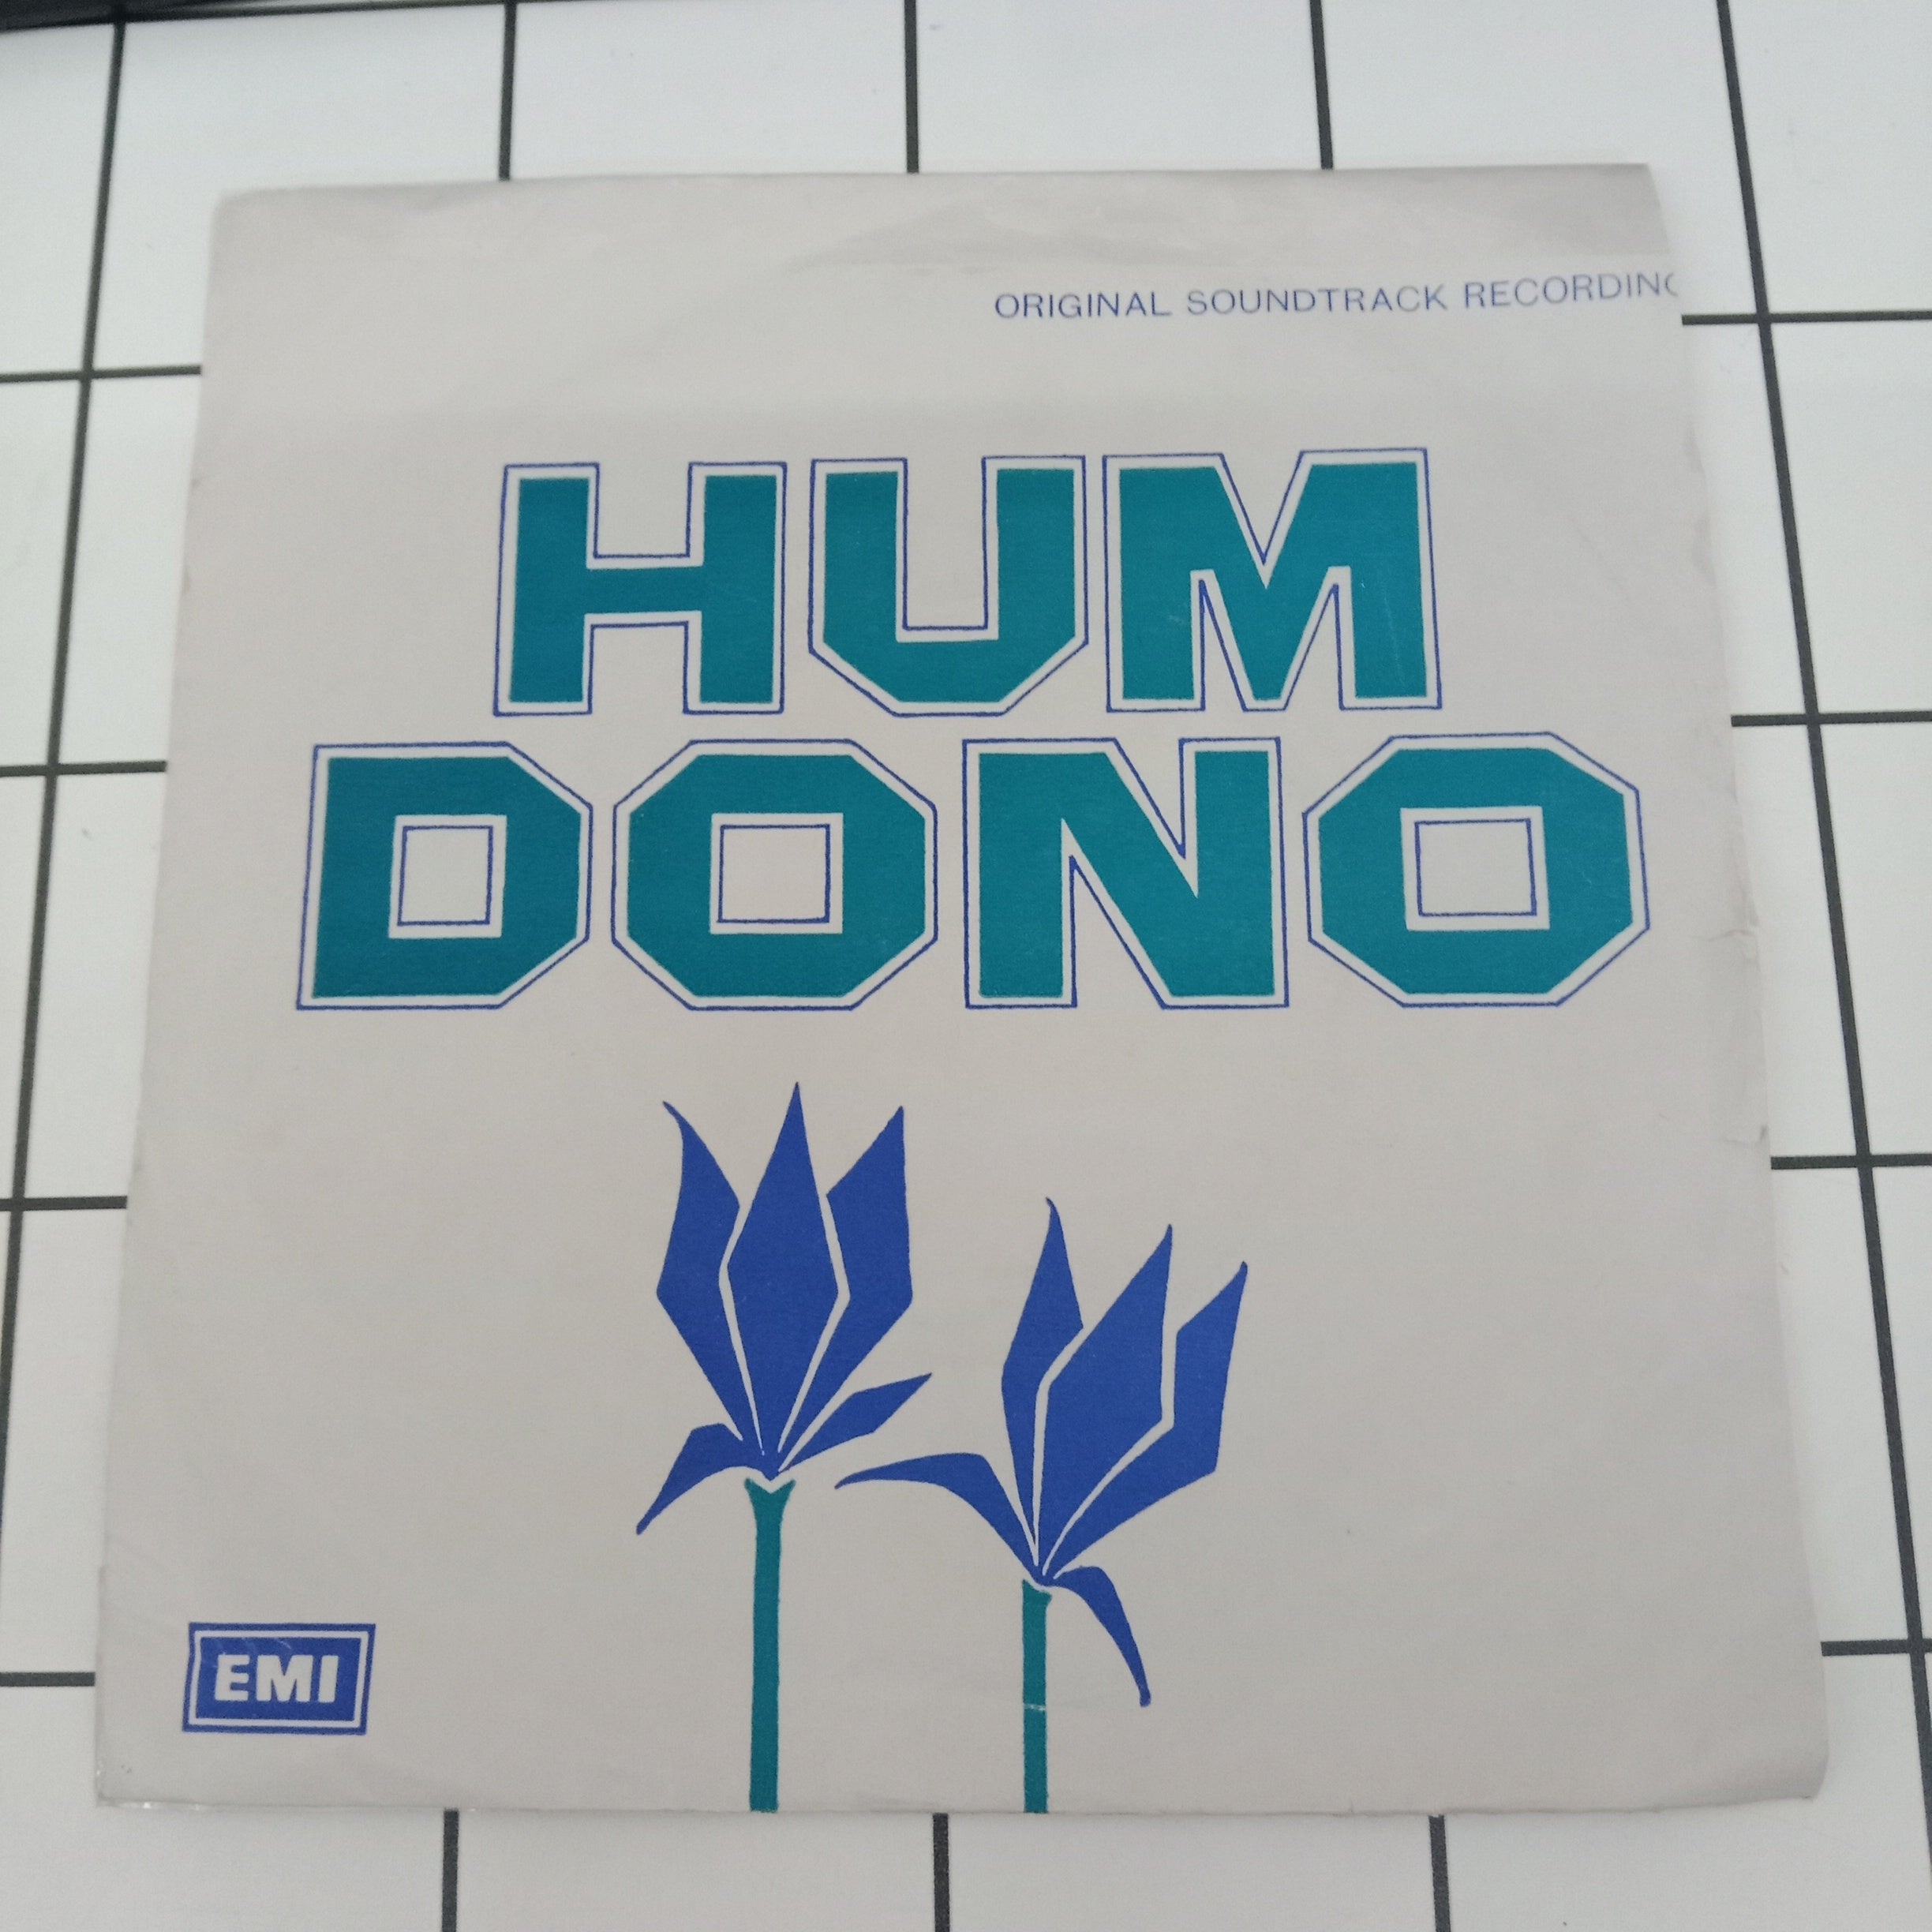 ORIGINAL SOUNDTRACK RECORDING
HUM
DONO
EMI